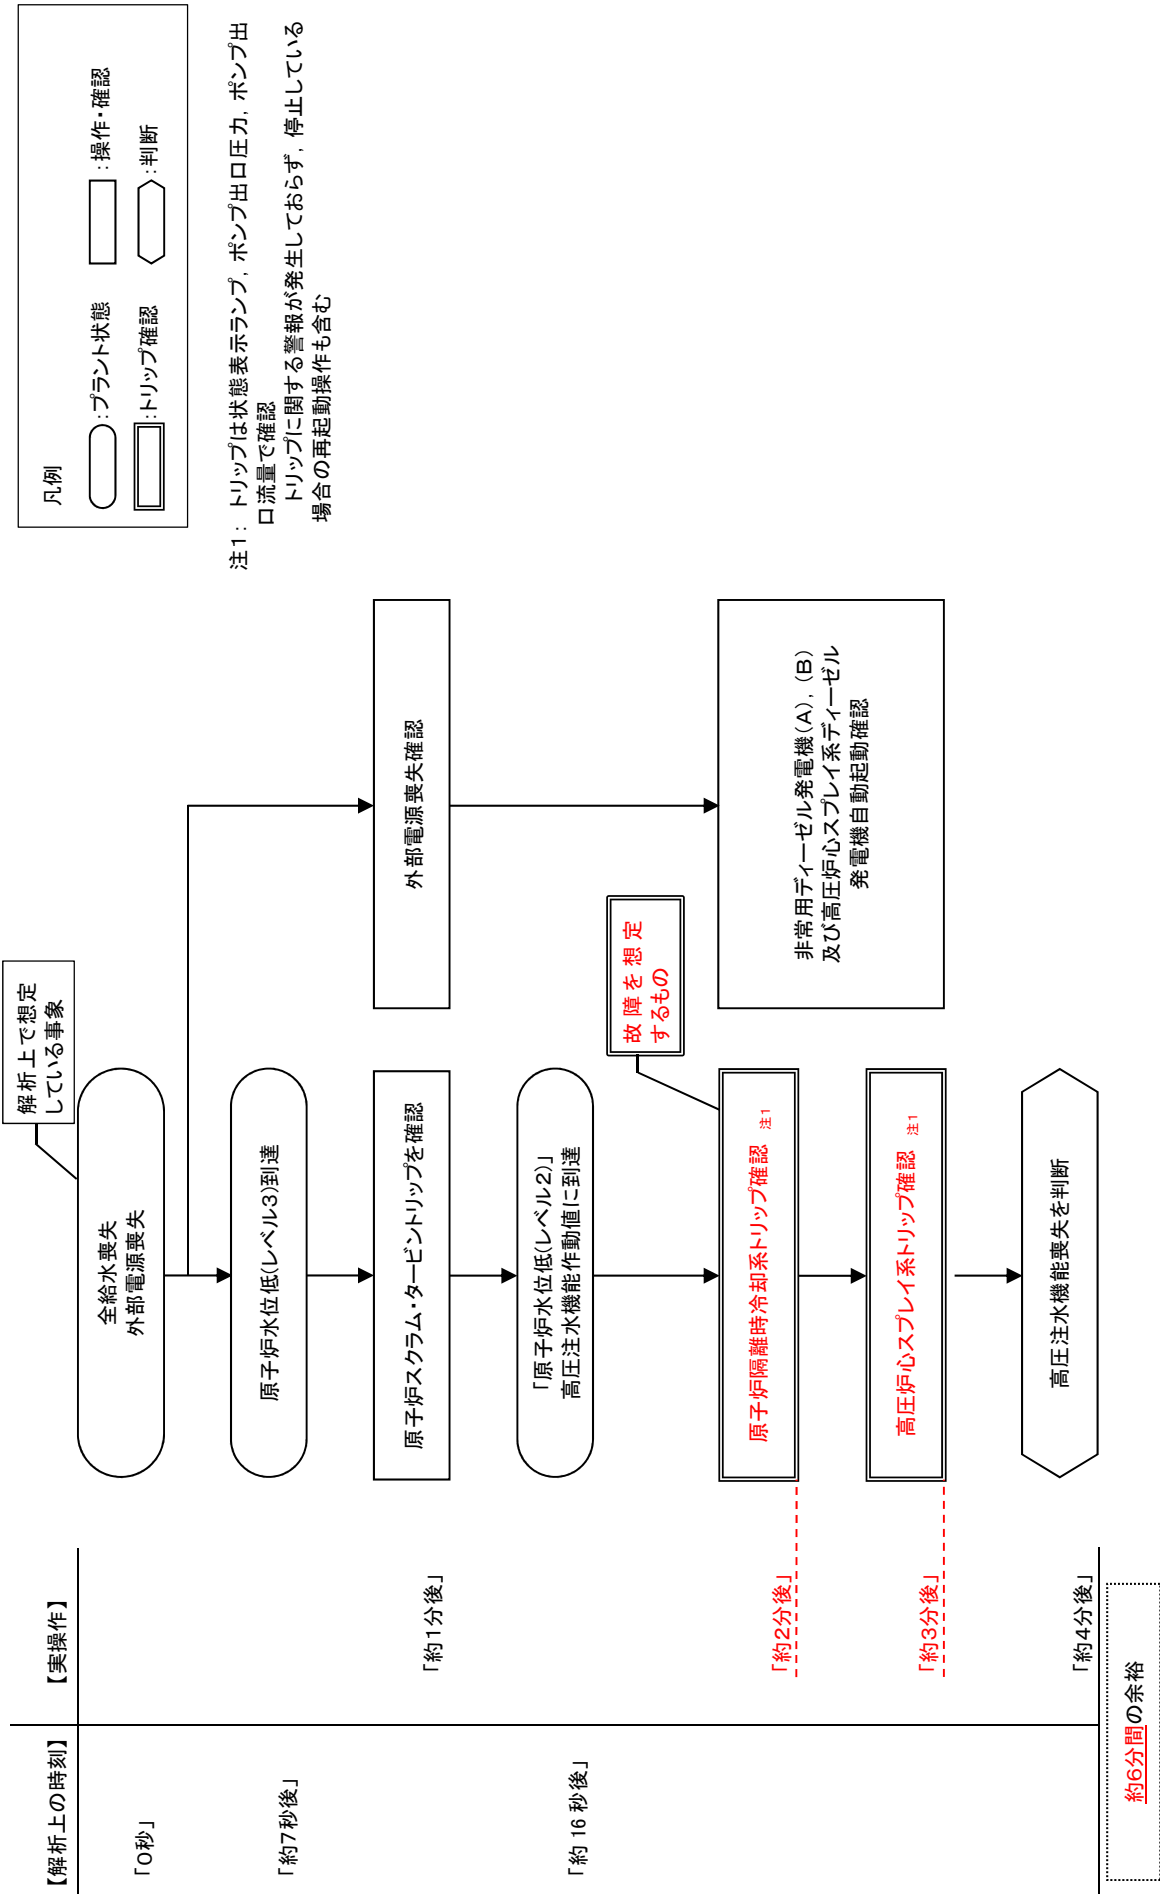 【解析上の時刻】
【実操作】
「0秒」
「約7秒後」
「約1分後」
「約 16 秒後」
「約2分後」
「約3分後」
「約4分後」
約6分間の余裕
解析上で想定
している事象
全給水喪失
外部電源喪失
原子炉水位低(レベル3)到達
原子炉スクラム・タービントリップを確認
「原子炉水位低(レベル2)」
高圧注水機能作動値に到達
故障を想定
するもの
原子炉隔離時冷却系トリップ確認 注1
高圧炉心スプレイ系トリップ確認 注1
高圧注水機能喪失を判断
外部電源喪失確認
非常用ディーゼル発電機(A),(B)
及び高圧炉心スプレイ系ディーゼル
発電機自動起動確認
凡例
:プラント状態
:操作・確認
:トリップ確認
:判断
注1: トリップは状態表示ランプ, ポンプ出口圧力, ポンプ出
口流量で確認
トリップに関する警報が発生しておらず, 停止している
場合の再起動操作も含む